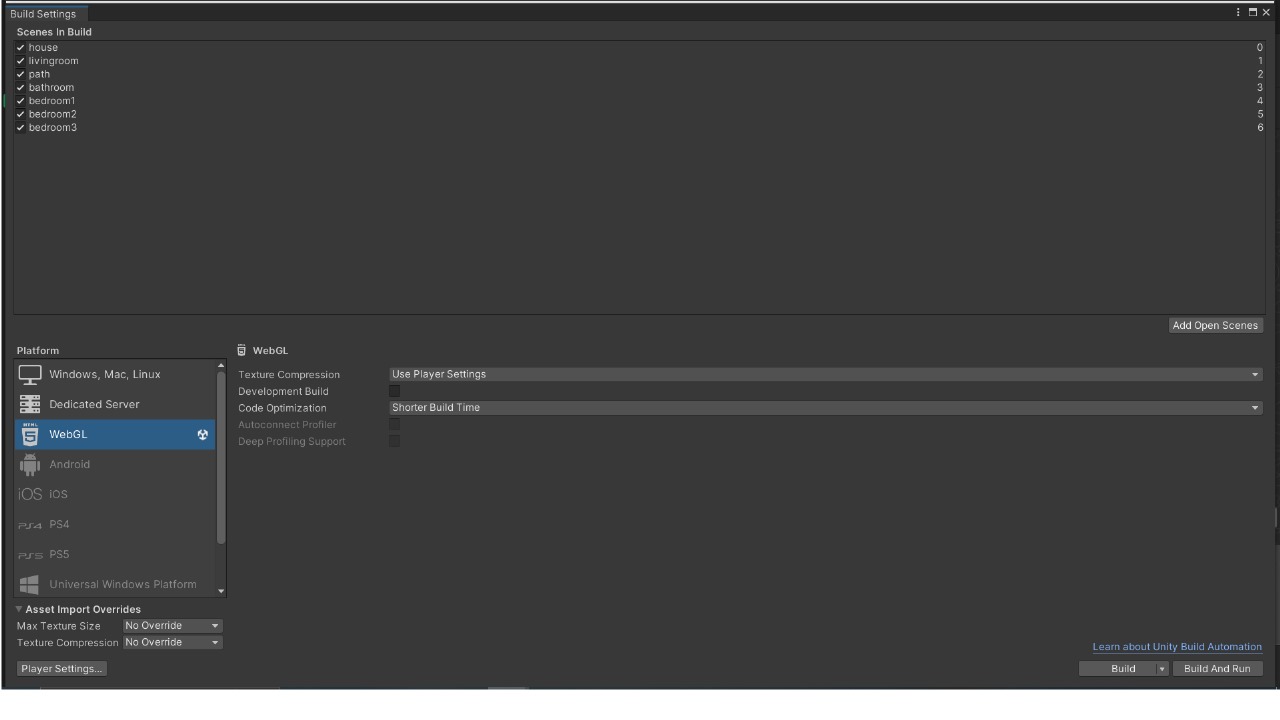 Build Settings
Scenes In Build
house 0
livingroom 1
path 2
bathroom 3
bedroom1 4
bedroom2 5
bedroom3 6
Add Open Scenes
Platform
Windows, Mac, Linux
Dedicated Server
HTML 5 WebGL
Android
iOS iOS
PS4 PS4
PS5 PS5
Universal Windows Platform
5 WebGL
Texture Compression Use Player Settings
Development Build
Code Optimization Shorter Build Time
Autoconnect Profiler
Deep Profiling Support
Asset Import Overrides
Max Texture Size No Override
Texture Compression No Override
Player Settings...
Learn about Unity Build Automation
Build Build And Run